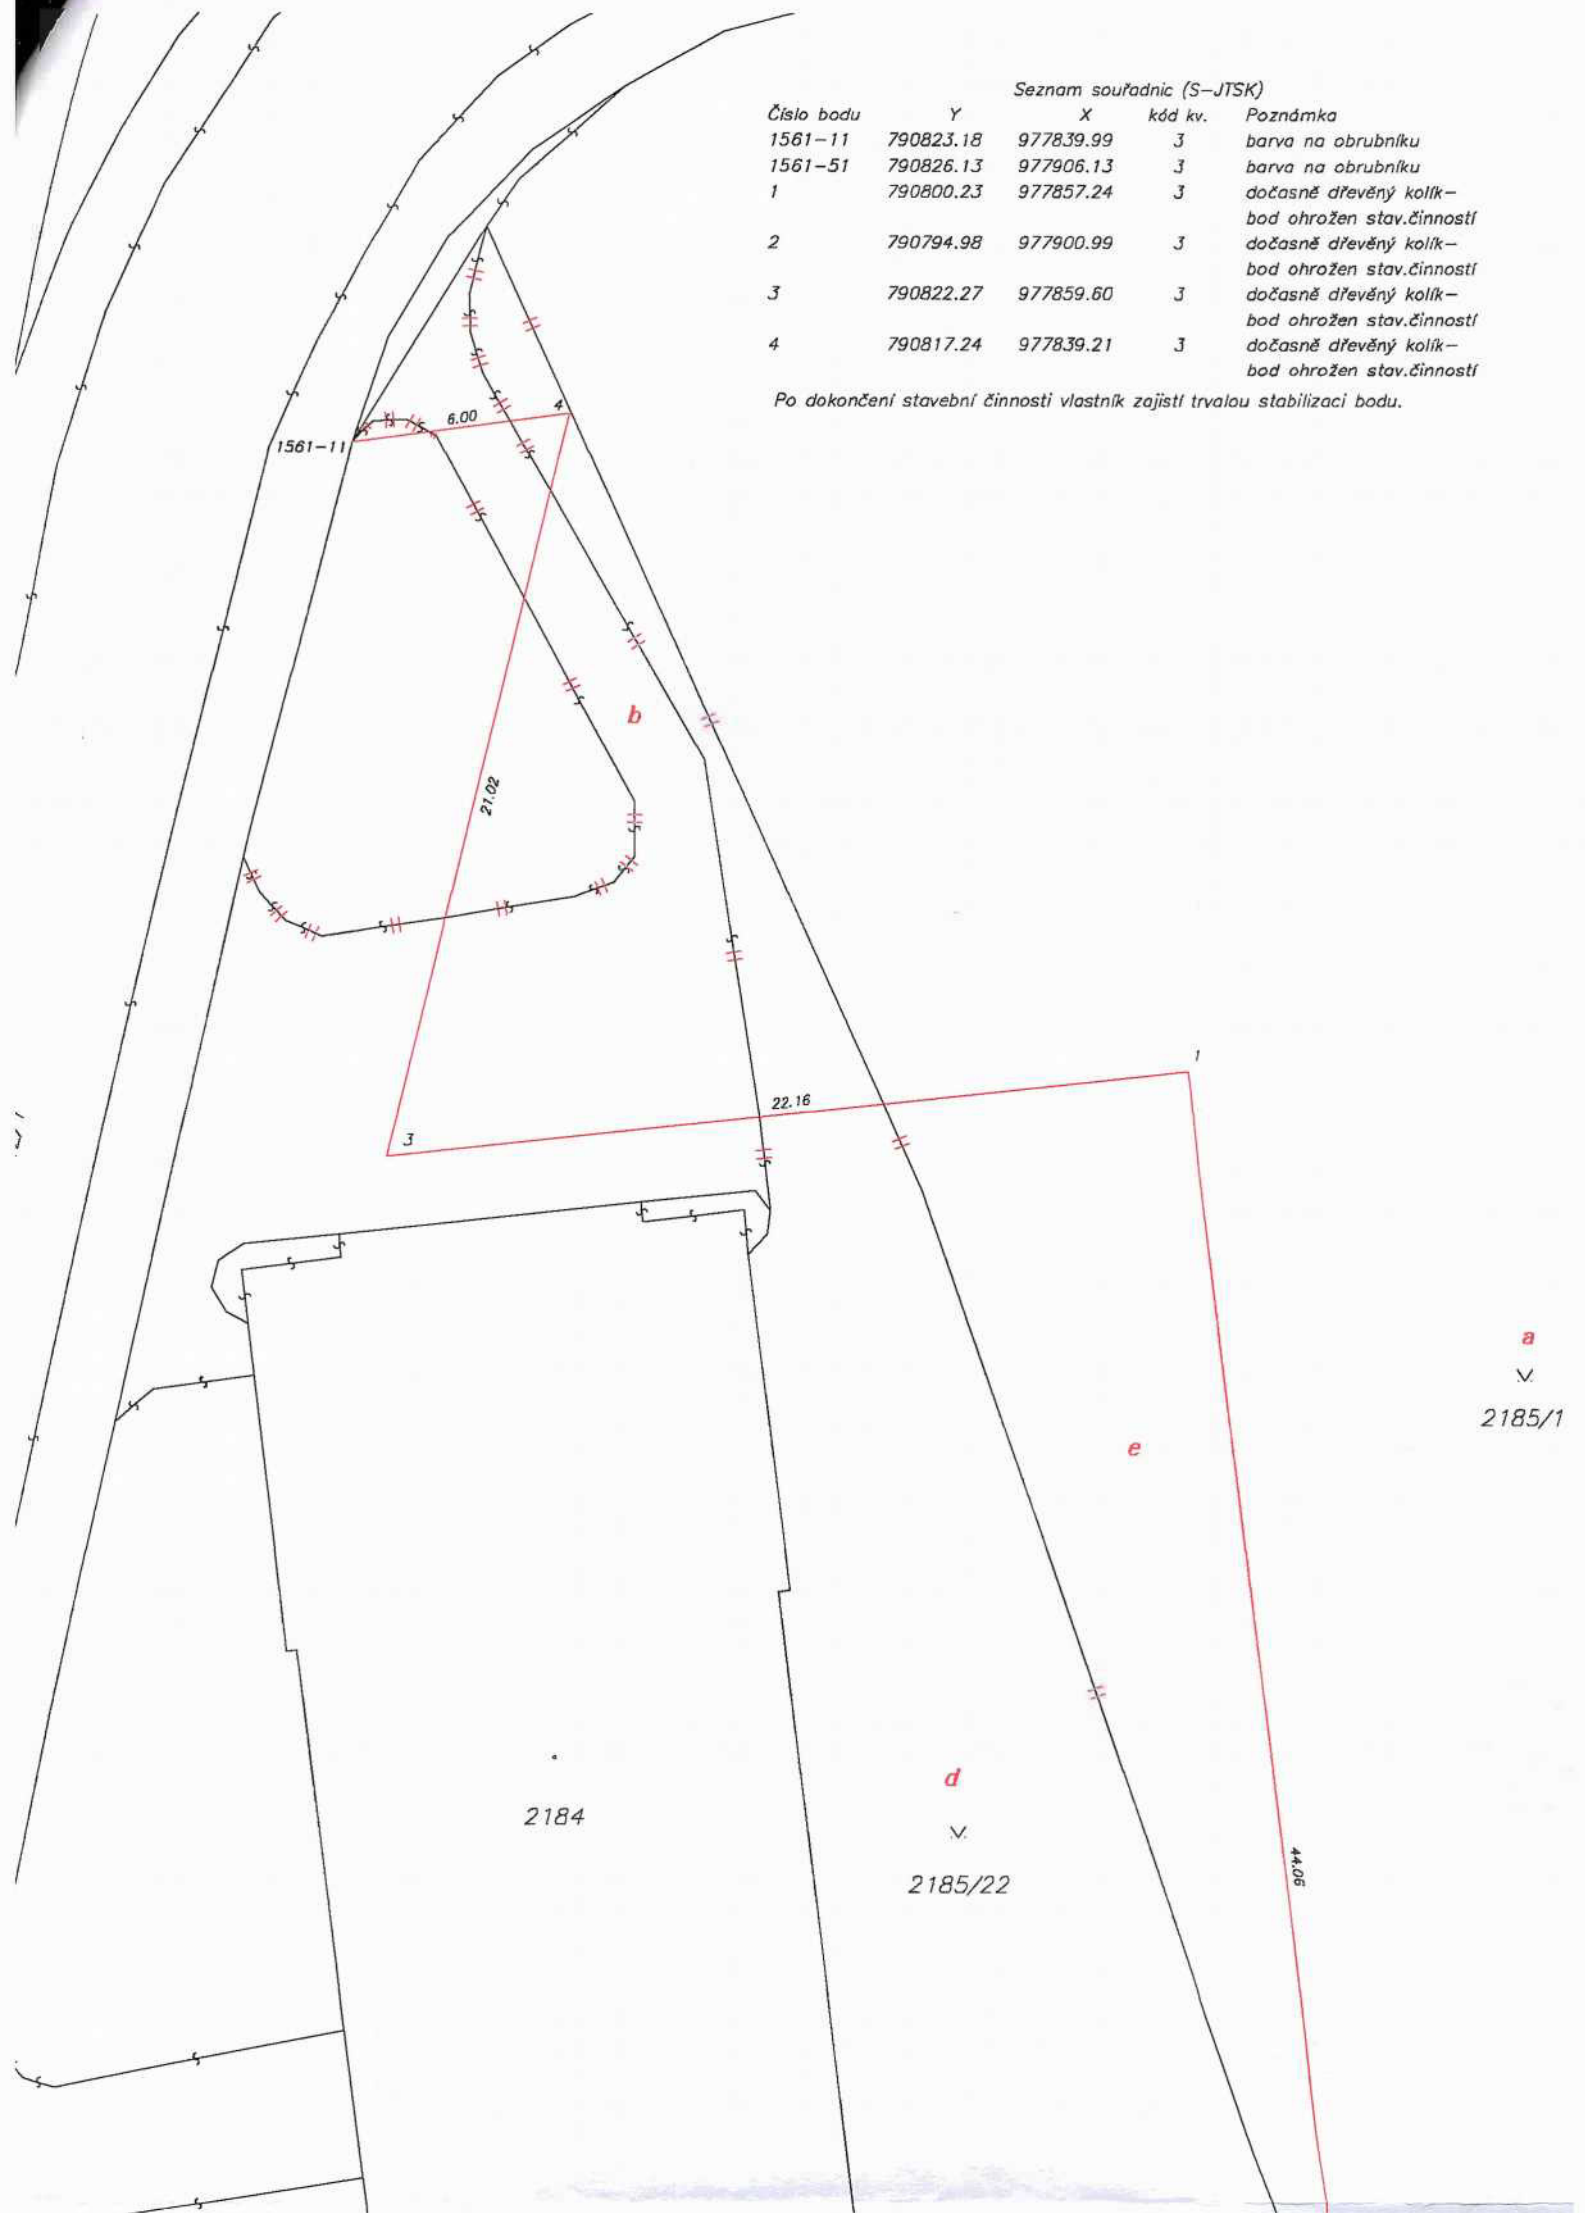 Seznam souřadnic (S-JTSK)
Číslo bodu Y X kód kv. Poznámka
1561-11 790823.18 977839.99 3 barva na obrubníku
1561-51 790826.13 977906.13 3 barva na obrubníku
1 790800.23 977857.24 3 dočasně dřevěný kolík-
bod ohrožen stav.činností
2 790794.98 977900.99 3 dočasně dřevěný kolík-
bod ohrožen stav.činností
3 790822.27 977859.60 3 dočasně dřevěný kolík-
bod ohrožen stav.činností
4 790817.24 977839.21 3 dočasně dřevěný kolík-
bod ohrožen stav.činností
Po dokončení stavební činnosti vlastník zajistí trvalou stabilizaci bodu.
4
6.00
1561-11
b
21.02
1
22.16
3
a
2185/1
e
d
2184
44.06
2185/22